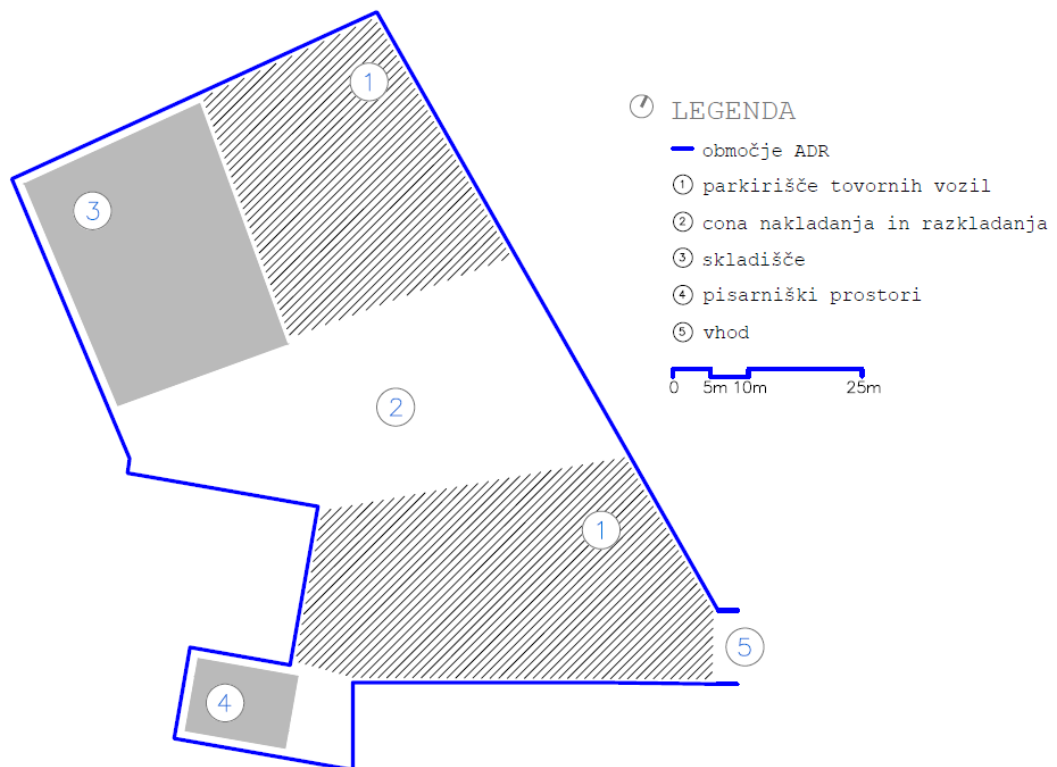 1
3
2
1
5
4
LEGENDA
območje ADR
1 parkirišče tovornih vozil
2 cona nakladanja in razkladanja
3 skladišče
4 pisarniški prostori
5 vhod
0 5m 10m 25m